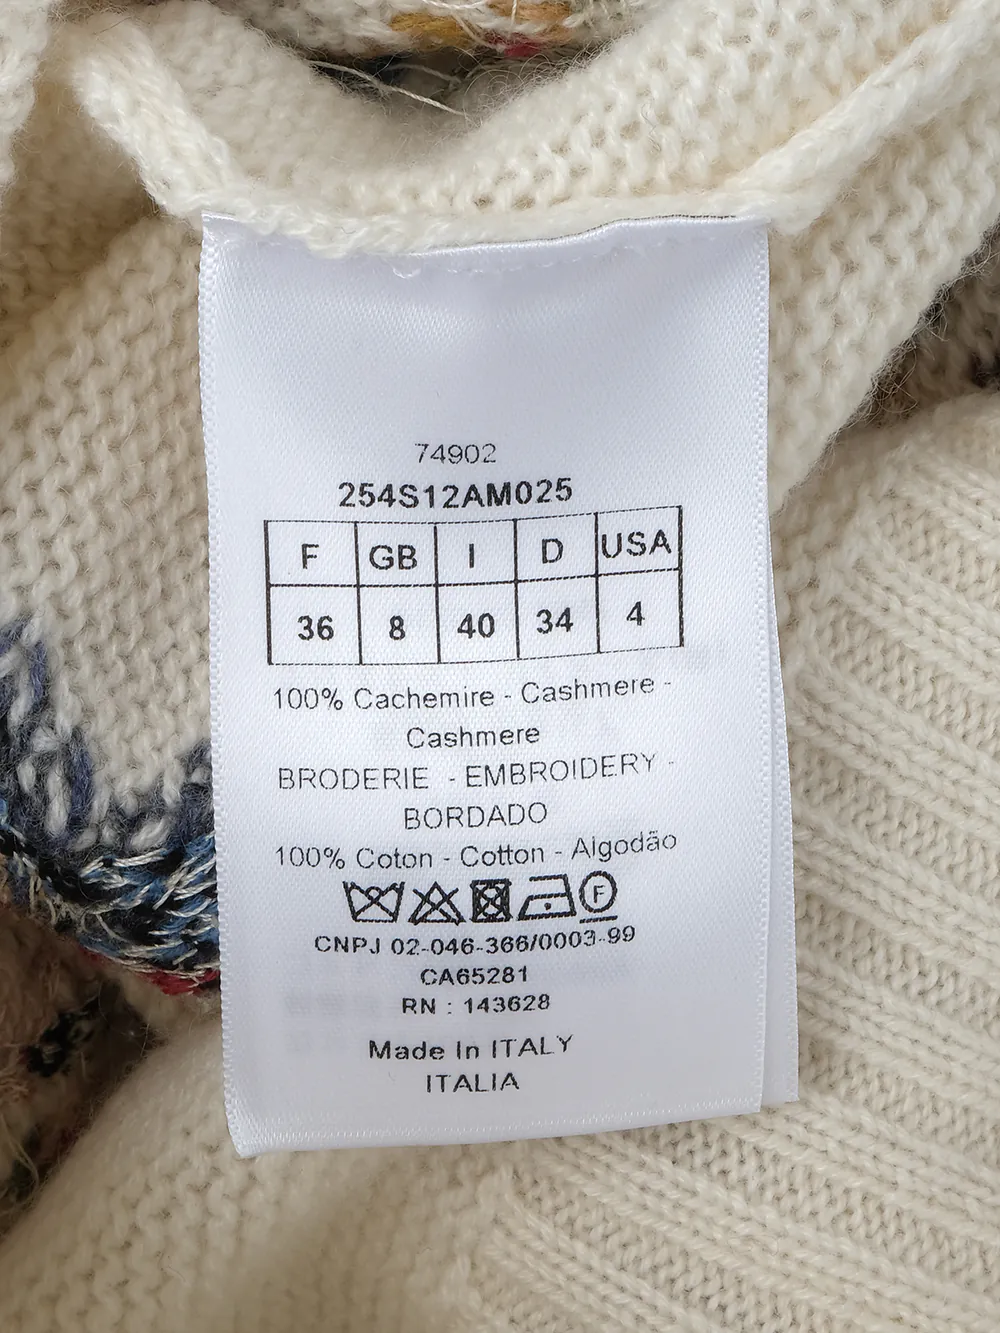 74902
254S12AM025
F GB I D USA
36 8 40 34 4
100% Cachemire - Cashmere -
Cashmere
BRODERIE - EMBROIDERY -
BORDADO
100% Coton - Cotton - Algodão
F
CNPJ 02-046-366/0003-99
CA65281
RN : 143628
Made In ITALY
ITALIA